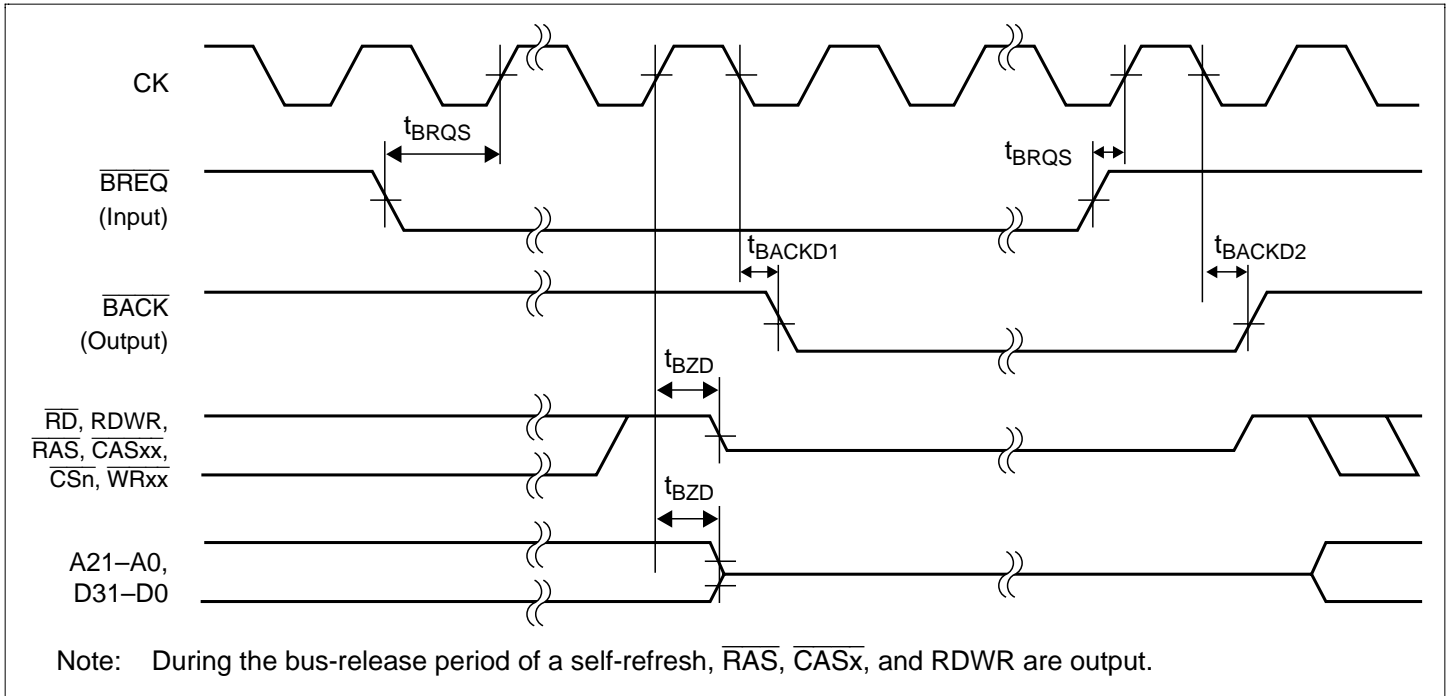 CK
tBRQS
tBRQS
BREQ
(Input)
tBACKD1
tBACKD2
BACK
(Output)
tBZD
RD, RDWR,
RAS, CASxx,
CSn, WRxx
tBZD
A21–A0,
D31–D0
Note: During the bus-release period of a self-refresh, RAS, CASx, and RDWR are output.